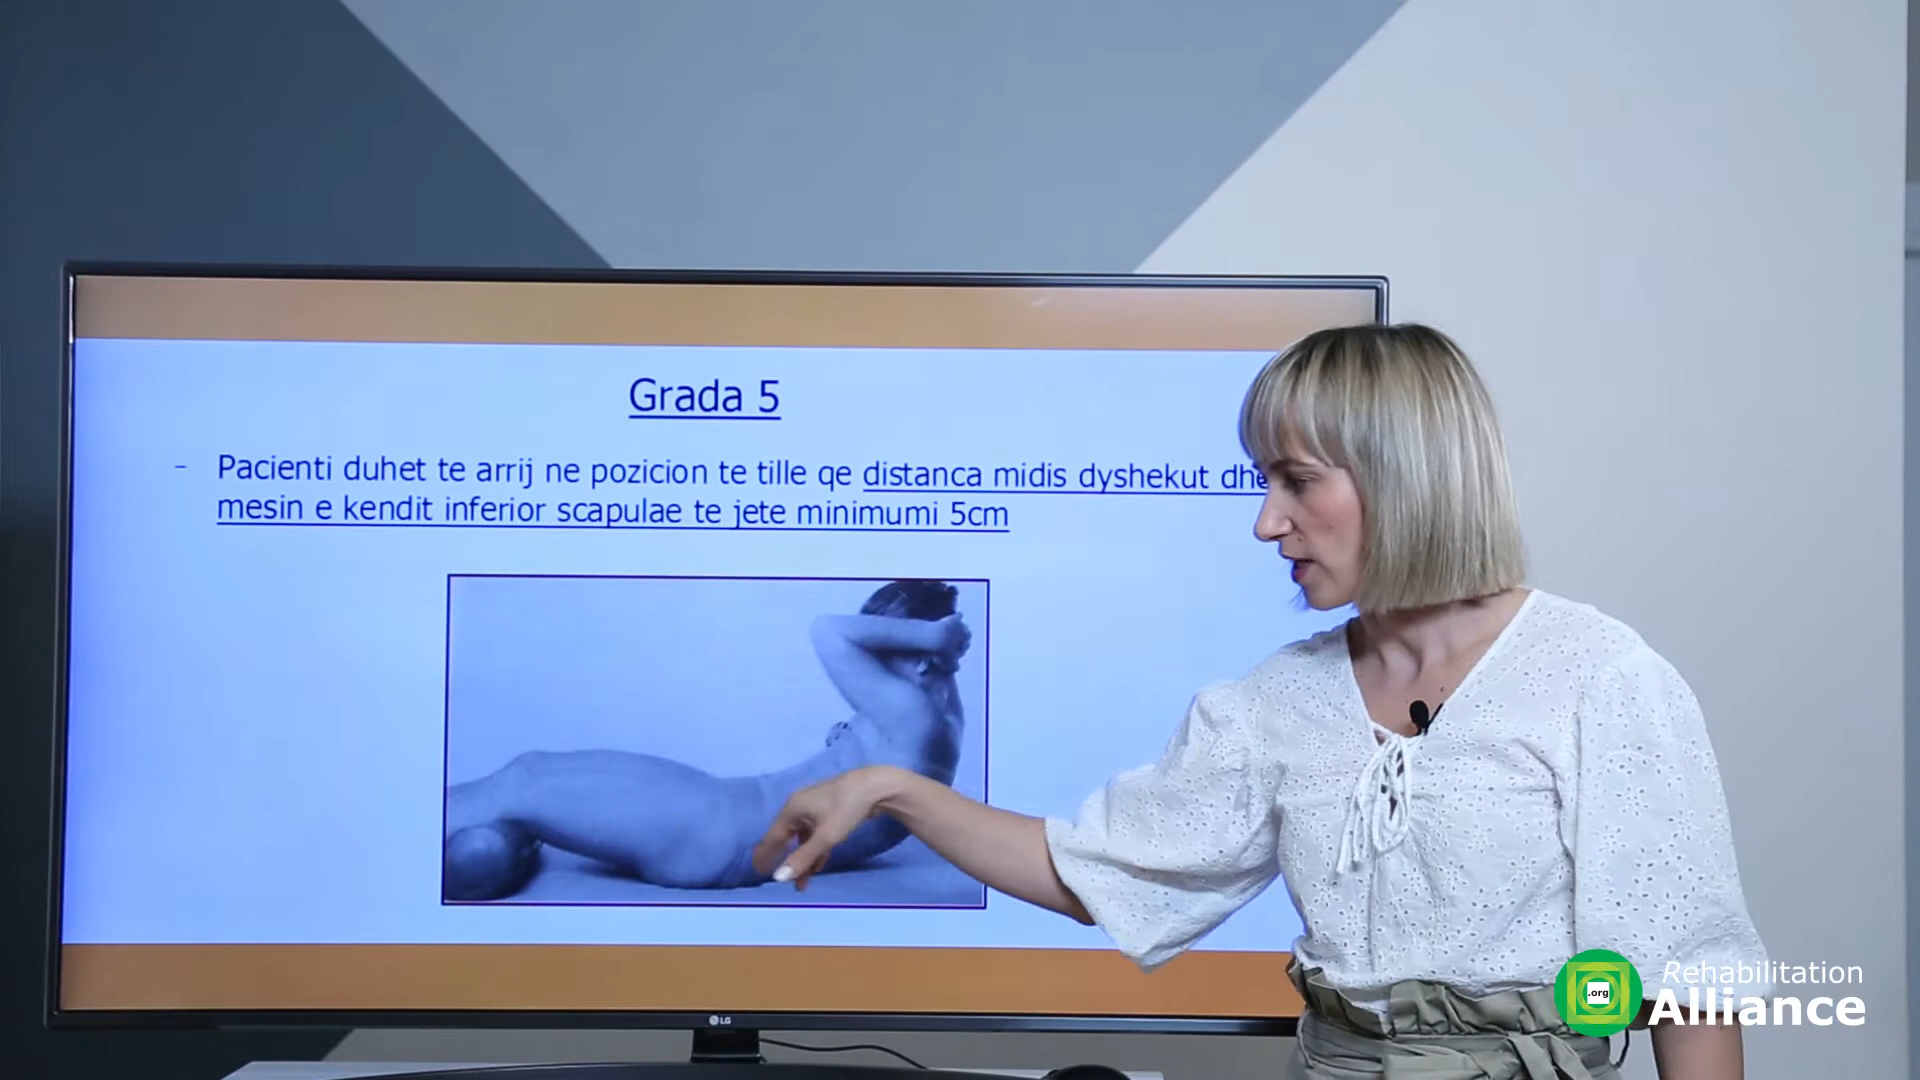 Grada 5
- Pacienti duhet te arrij ne pozicion te tille qe distanca midis dyshekut dhe
mesin e kendit inferior scapulae te jete minimumi 5cm
LG
.org
Rehabilitation
Alliance